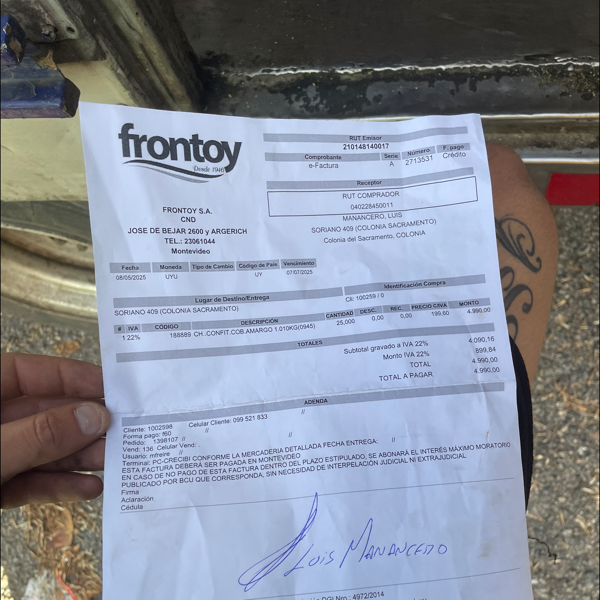 frontoy
Desde 1940
RUT Emisor
210148140017
Comprobante Serie Número F. pago
e-Factura A 2713531 Crédito
Receptor
RUT COMPRADOR
040228450011
MANANCERO, LUIS
SORIANO 409 (COLONIA SACRAMENTO)
Colonia del Sacramento, COLONIA
FRONTOY S.A.
CND
JOSE DE BEJAR 2600 y ARGERICH
TEL.: 23061044
Montevideo
Fecha Moneda Tipo de Cambio Código de País Vencimiento
08/05/2025 UYU UY 07/07/2025
Lugar de Destino/Entrega Identificación Compra
SORIANO 409 (COLONIA SACRAMENTO) CII: 100259 / 0
# IVA CÓDIGO DESCRIPCIÓN CANTIDAD DESC. REC. PRECIO C/IVA MONTO
1 22% 188889 CH..CONFIT.COB.AMARGO 1.010KG(0945) 25,000 0,00 0,00 199,60 4.990,00
TOTALES
Subtotal gravado a IVA 22% 4.090,16
Monto IVA 22% 899,84
TOTAL 4.990,00
TOTAL A PAGAR. 4.990,00
ADENDA
Cliente: 1002598 Celular Cliente: 099 521 833 //
Forma pago: f60 //
Pedido: 1398107 // //
Vend: 136 Celular Vend: . //
Usuario: mfreire //
Terminal: PC-CRECIBI CONFORME LA MERCADERIA DETALLADA FECHA ENTREGA:
ESTA FACTURA DEBERÁ SER PAGADA EN MONTEVIDEO
EN CASO DE NO PAGO DE ESTA FACTURA DENTRO DEL PLAZO ESTIPULADO, SE ABONARÁ EL INTERÉS MÁXIMO MORATORIO
PUBLICADO POR BCU QUE CORRESPONDA, SIN NECESIDAD DE INTERPELACIÓN JUDICIAL NI EXTRAJUDICIAL
Firma
Aclaración
Cédula
LUIS MANANCERO
DGI Nro.: 4972/2014